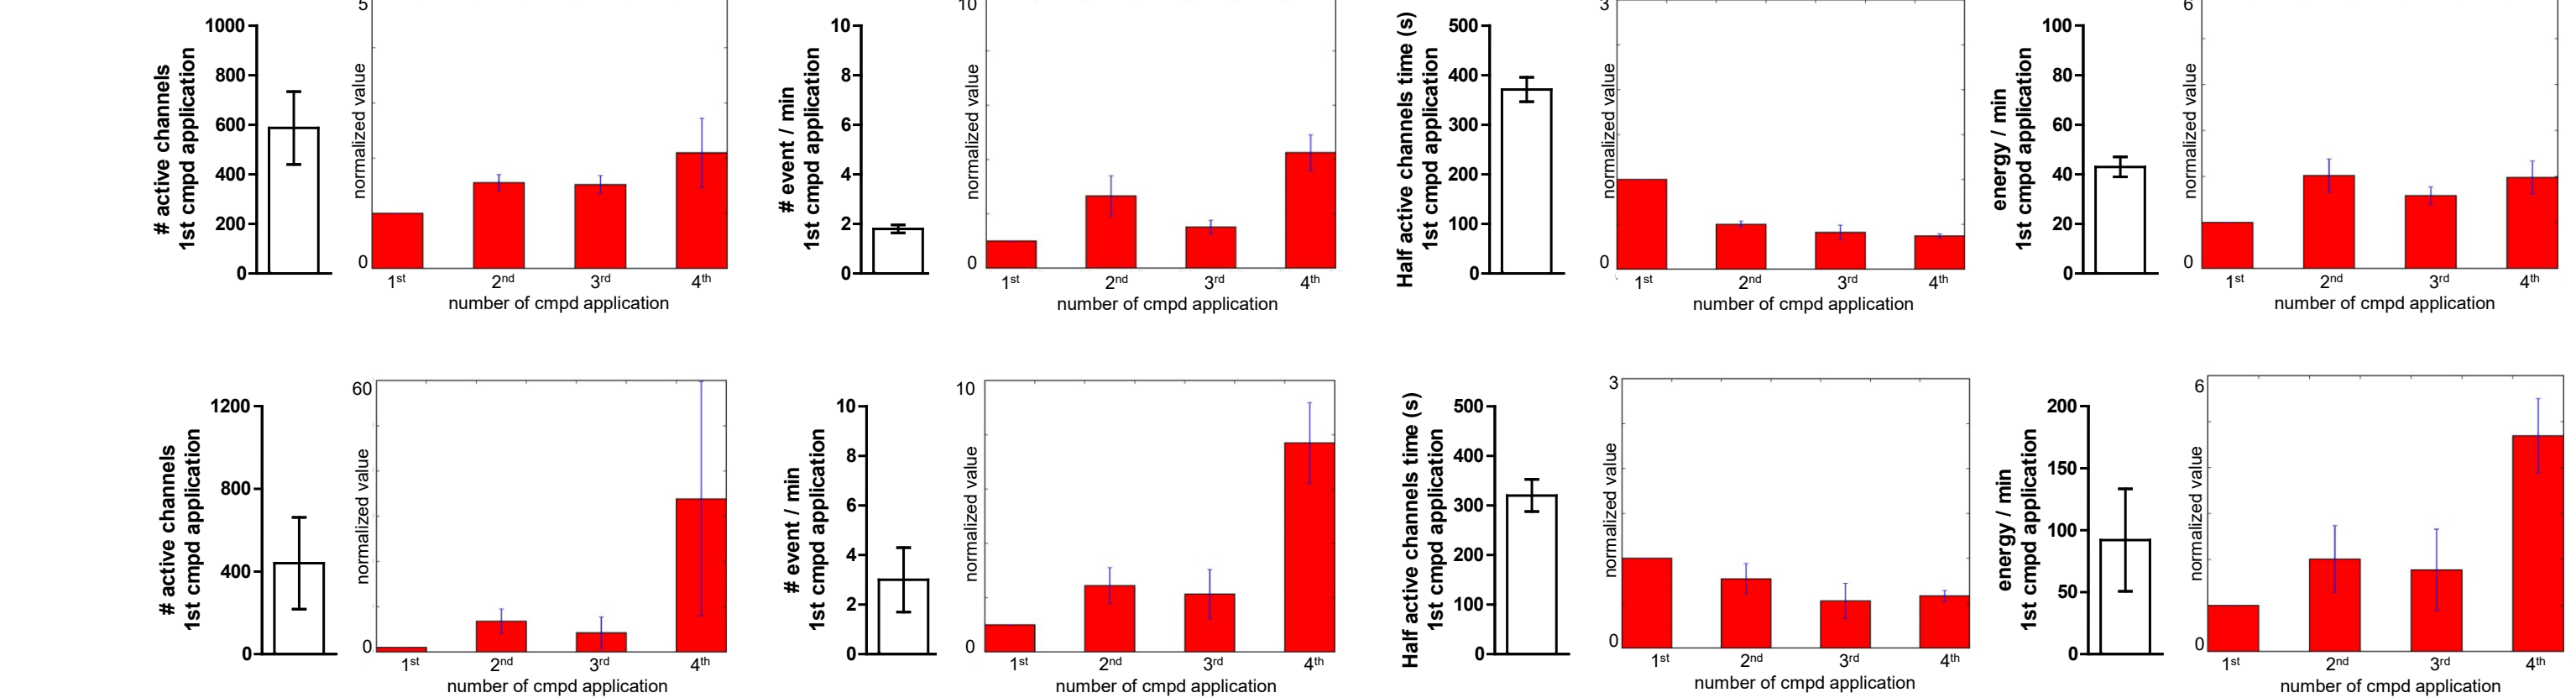 # active channels
1st cmpd application
1000
800
600
400
200
0
5
normalized value
0
1st
2nd
3rd
4th
number of cmpd application
# event / min
1st cmpd application
10
8
6
4
2
0
10
normalized value
0
1st
2nd
3rd
4th
number of cmpd application
Half active channels time (s)
1st cmpd application
500
400
300
200
100
0
3
normalized value
0
1st
2nd
3rd
4th
number of cmpd application
energy / min
1st cmpd application
100
80
60
40
20
0
6
normalized value
0
1st
2nd
3rd
4th
number of cmpd application
# active channels
1st cmpd application
1200
800
400
0
60
normalized value
0
1st
2nd
3rd
4th
number of cmpd application
# event / min
1st cmpd application
10
8
6
4
2
0
10
normalized value
0
1st
2nd
3rd
4th
number of cmpd application
Half active channels time (s)
1st cmpd application
500
400
300
200
100
0
3
normalized value
0
1st
2nd
3rd
4th
number of cmpd application
energy / min
1st cmpd application
200
150
100
50
0
6
normalized value
0
1st
2nd
3rd
4th
number of cmpd application